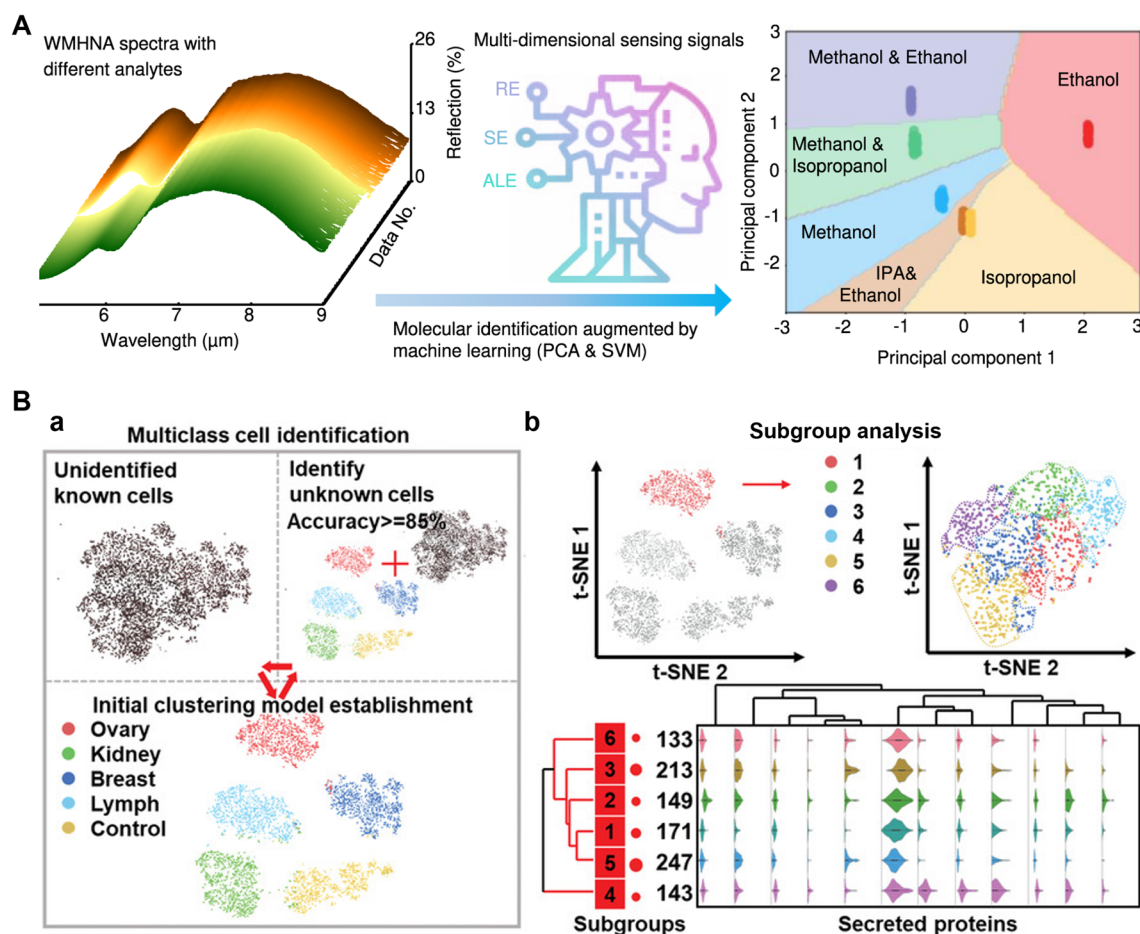 A
WMHNA spectra with
different analytes
26
13
0
Reflection (%)
Data No.
6
7
8
9
Wavelength (μm)
Multi-dimensional sensing signals
RE
SE
ALE
Molecular identification augmented by
machine learning (PCA & SVM)
3
2
1
0
-1
-2
Principal component 2
Methanol & Ethanol
Ethanol
Methanol &
Isopropanol
Methanol
IPA&
Ethanol
Isopropanol
-3
-2
-1
0
1
2
3
Principal component 1
B
a
Multiclass cell identification
Unidentified
known cells
Identify
unknown cells
Accuracy>=85%
Initial clustering model establishment
Ovary
Kidney
Breast
Lymph
Control
b
Subgroup analysis
t-SNE 1
t-SNE 2
1
2
3
4
5
6
t-SNE 1
t-SNE 2
6 133
3 213
2 149
1 171
5 247
4 143
Subgroups
Secreted proteins